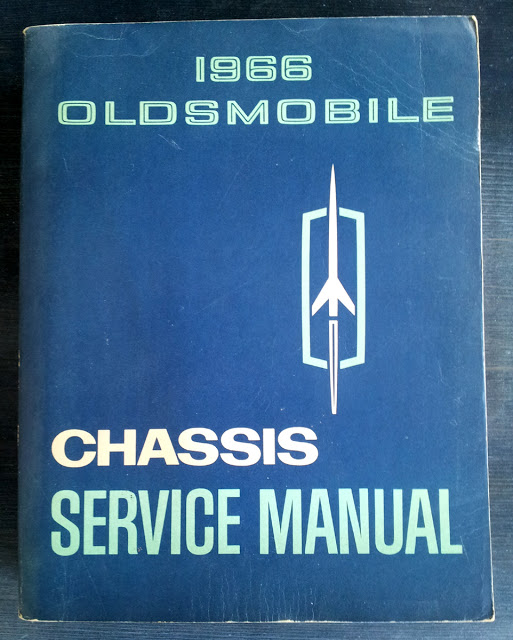 1966
OLDSMOBILE
CHASSIS
SERVICE MANUAL